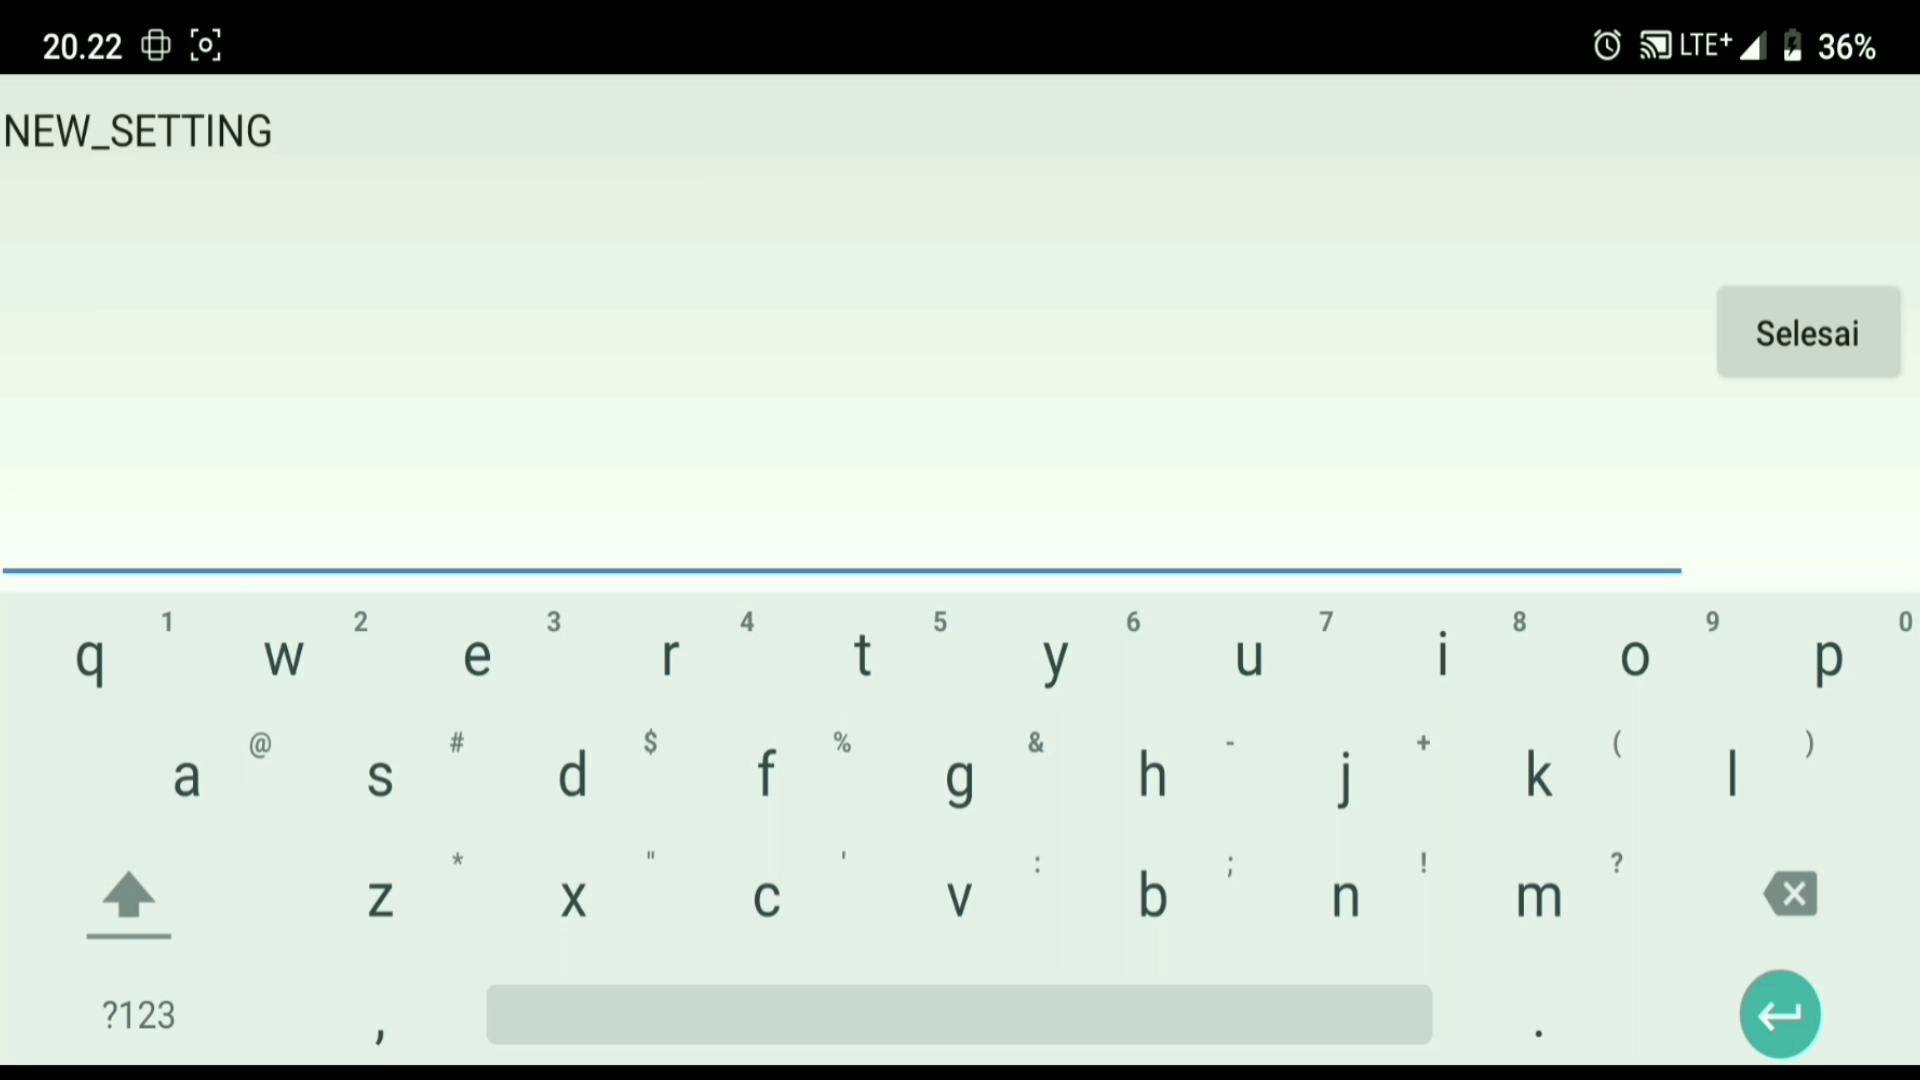 20.22 LTE+ 36%
NEW_SETTING
Selesai
1 2 3 4 5 6 7 8 9 0
q w e r t y u i o p
@ # $ % & - + ( )
a s d f g h j k l
* " ' : ; ! ?
z x c v b n m
?123 , .